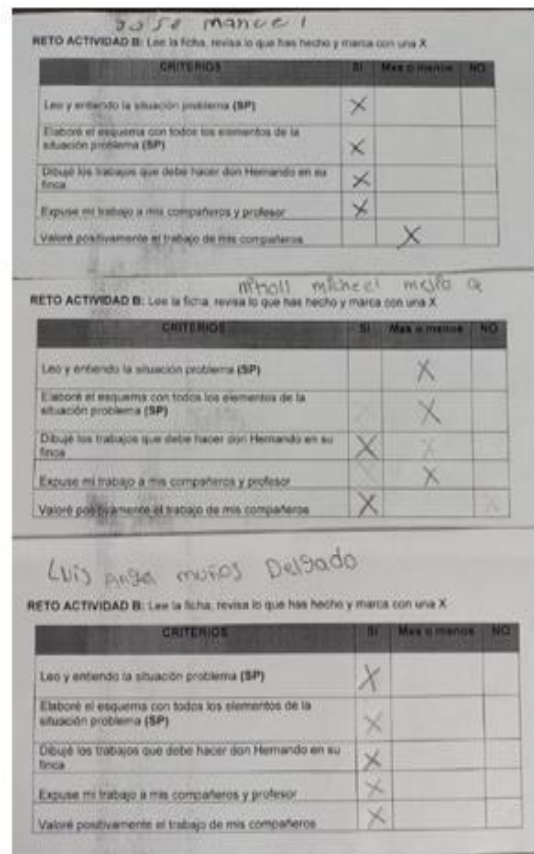 Jose manuel
RETO ACTIVIDAD B: Lee la ficha, revisa lo que has hecho y marca con una X
CRITERIOS SI Mas o menos NO
Leo y entiendo la situación problema (SP) X
Elaboré el esquema con todos los elementos de la
situación problema (SP) X
Dibujé los trabajos que debe hacer don Hernando en su
finca X
Expuse mi trabajo a mis compañeros y profesor X
Valoré positivamente el trabajo de mis compañeros X
micheel mejia
RETO ACTIVIDAD B: Lee la ficha, revisa lo que has hecho y marca con una X
CRITERIOS SI Mas o menos NO
Leo y entiendo la situación problema (SP) X
Elaboré el esquema con todos los elementos de la
situación problema (SP) X
Dibujé los trabajos que debe hacer don Hernando en su
finca X
Expuse mi trabajo a mis compañeros y profesor X
Valoré positivamente el trabajo de mis compañeros X
Luis angel muños Delgado
RETO ACTIVIDAD B: Lee la ficha, revisa lo que has hecho y marca con una X
CRITERIOS SI Mas o menos NO
Leo y entiendo la situación problema (SP) X
Elaboré el esquema con todos los elementos de la
situación problema (SP) X
Dibujé los trabajos que debe hacer don Hernando en su
finca X
Expuse mi trabajo a mis compañeros y profesor X
Valoré positivamente el trabajo de mis compañeros X